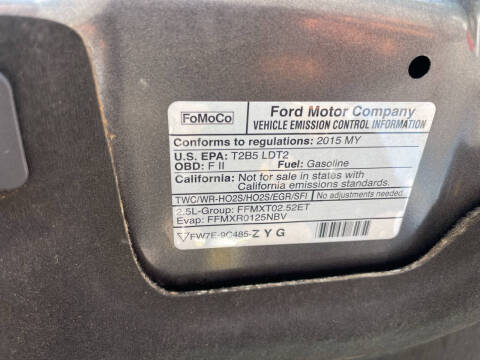 FoMoCo
Ford Motor Company
VEHICLE EMISSION CONTROL INFORMATION
Conforms to regulations: 2015 MY
U.S. EPA: T2B5 LDT2
OBD: F II Fuel: Gasoline
California: Not for sale in states with
California emissions standards.
TWC/WR-HO2S/HO2S/EGR/SFI No adjustments needed.
2.5L-Group: FFMXT02.52ET
Evap: FFMXR0125NBV
FW7E-9C485-ZYG